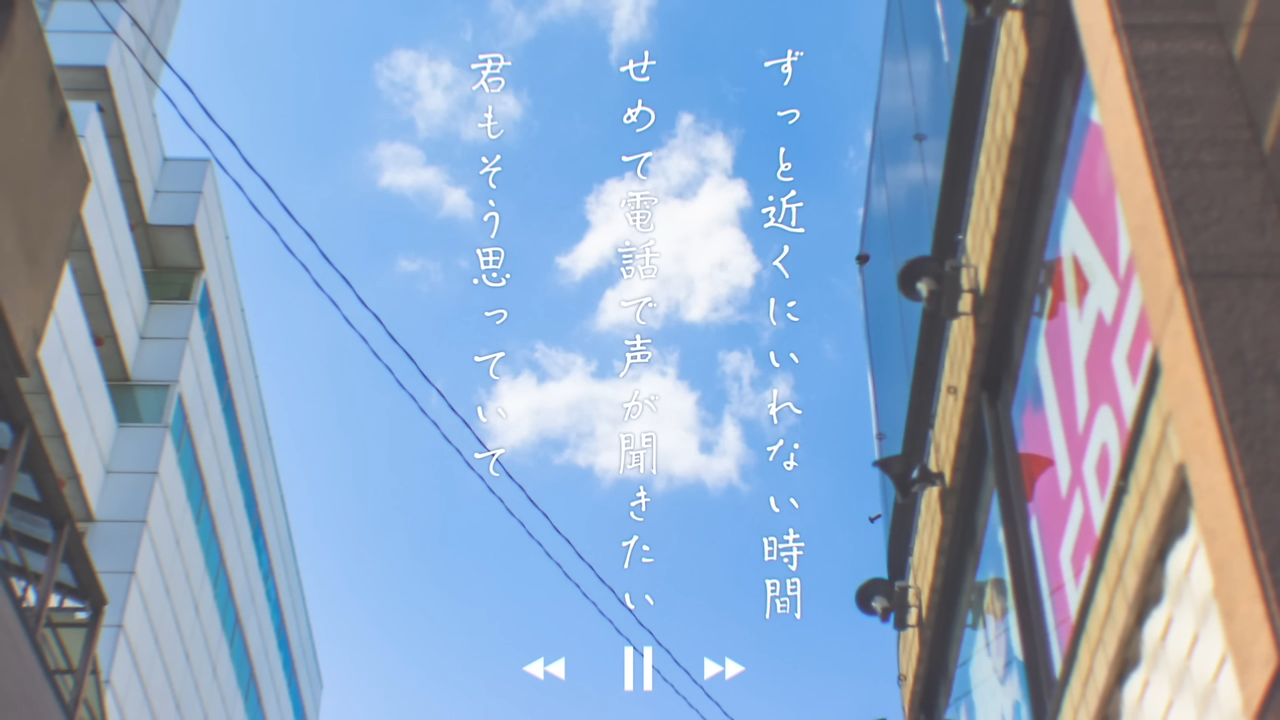 ずっと近くにいれない時間
せめて電話で声が聞きたい
君もそう思っていて